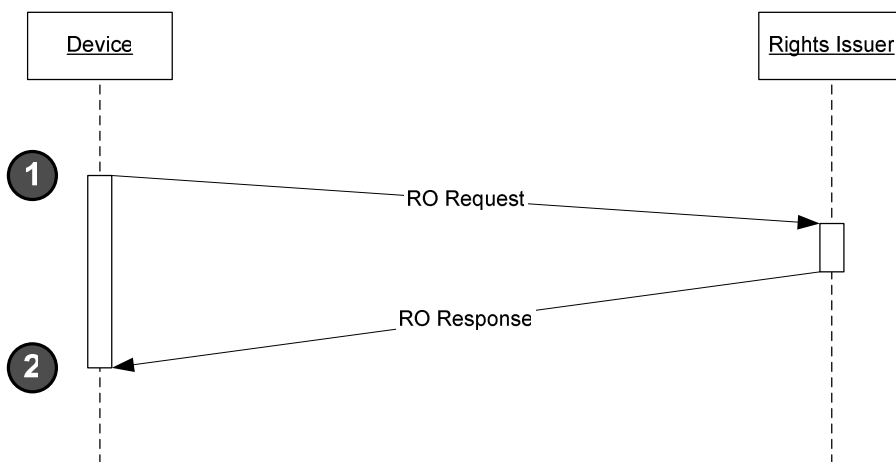 Device
Rights Issuer
1
RO Request
RO Response
2